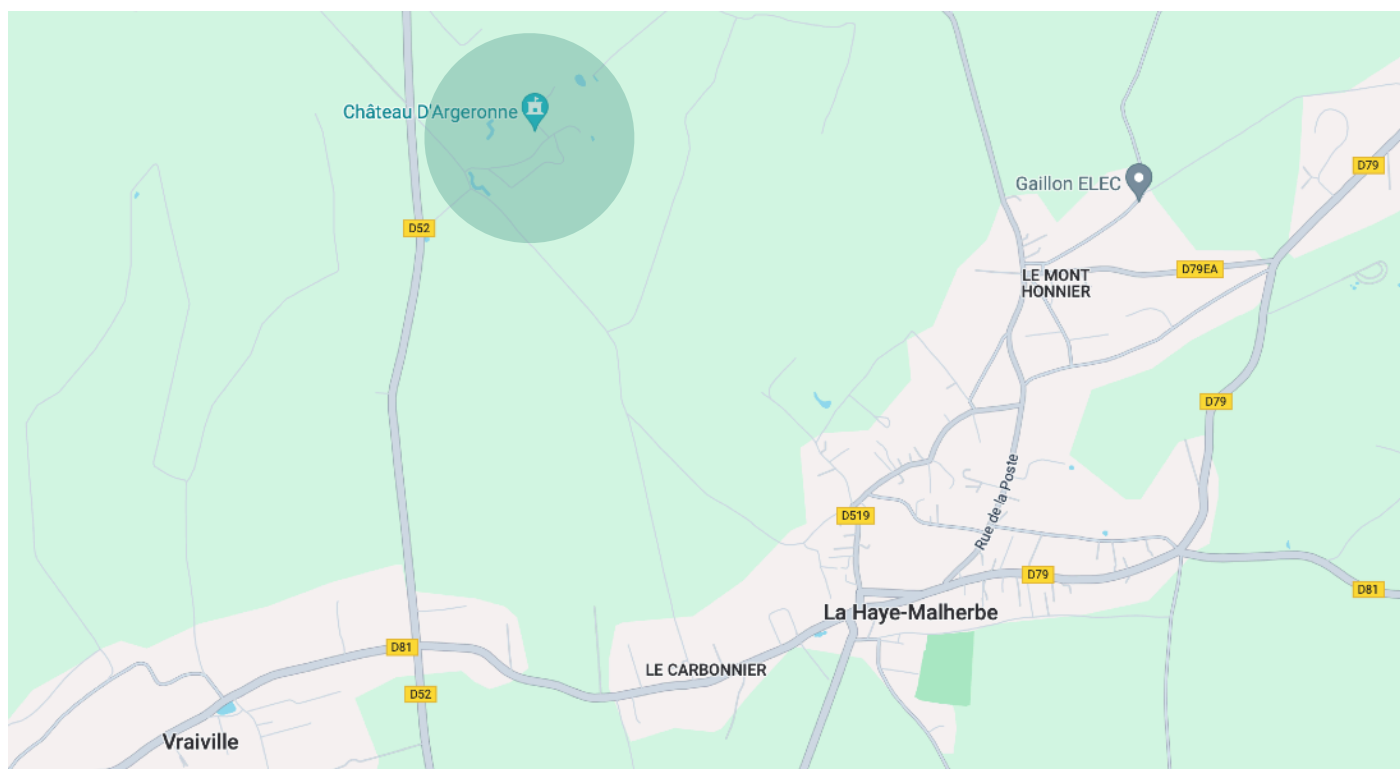 Château D'Argeronne
D79
Gaillon ELEC
D52
D79EA
LE MONT
HONNIER
D79
Rue de la Poste
D519
D79
D81
La Haye-Malherbe
D81
LE CARBONNIER
D52
Vraiville